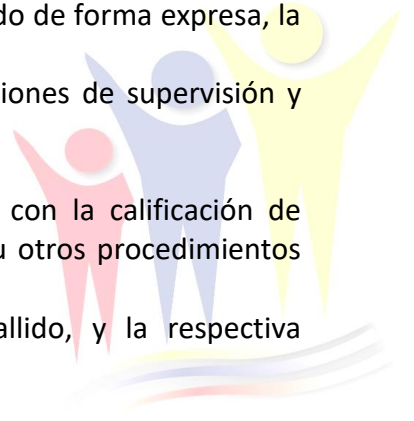 do de forma expresa, la
iones de supervisión y
con la calificación de
u otros procedimientos
allido, y la respectiva